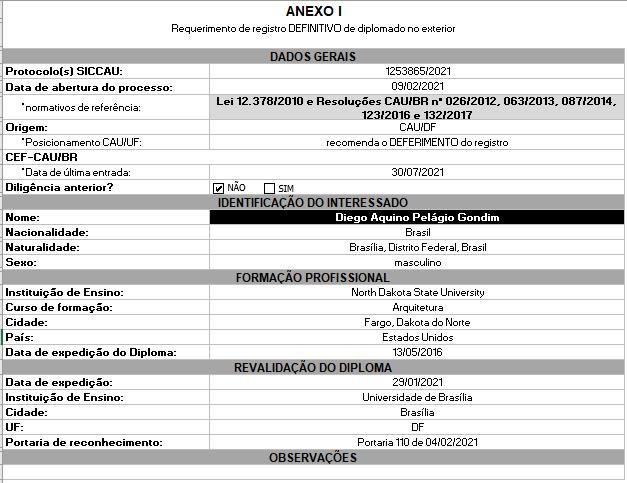 ANEXO I
Requerimento de registro DEFINITIVO de diplomado no exterior
DADOS GERAIS
Protocolo(s) SICCAU: 1253865/2021
Data de abertura do processo: 09/02/2021
*normativos de referência: Lei 12.378/2010 e Resoluções CAU/BR nº 026/2012, 063/2013, 087/2014,
123/2016 e 132/2017
Origem: CAU/DF
*Posicionamento CAU/UF: recomenda o DEFERIMENTO do registro
CEF-CAU/BR
*Data de última entrada: 30/07/2021
Diligência anterior? NÃO SIM
IDENTIFICAÇÃO DO INTERESSADO
Nome: Diego Aquino Pelágio Gondim
Nacionalidade: Brasil
Naturalidade: Brasília, Distrito Federal, Brasil
Sexo: masculino
FORMAÇÃO PROFISSIONAL
Instituição de Ensino: North Dakota State University
Curso de formação: Arquitetura
Cidade: Fargo, Dakota do Norte
País: Estados Unidos
Data de expedição do Diploma: 13/05/2016
REVALIDAÇÃO DO DIPLOMA
Data de expedição: 29/01/2021
Instituição de Ensino: Universidade de Brasília
Cidade: Brasília
UF: DF
Portaria de reconhecimento: Portaria 110 de 04/02/2021
OBSERVAÇÕES